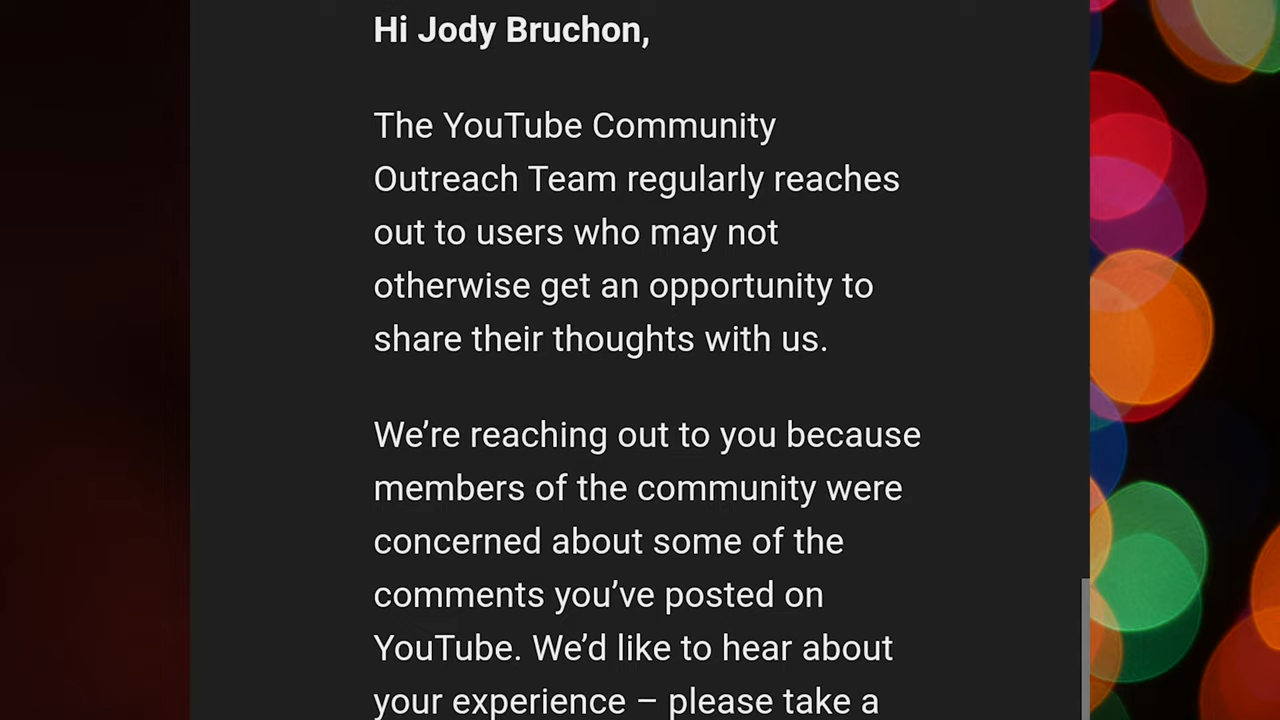 Hi Jody Bruchon,
The YouTube Community
Outreach Team regularly reaches
out to users who may not
otherwise get an opportunity to
share their thoughts with us.
We’re reaching out to you because
members of the community were
concerned about some of the
comments you’ve posted on
YouTube. We’d like to hear about
your experience – please take a